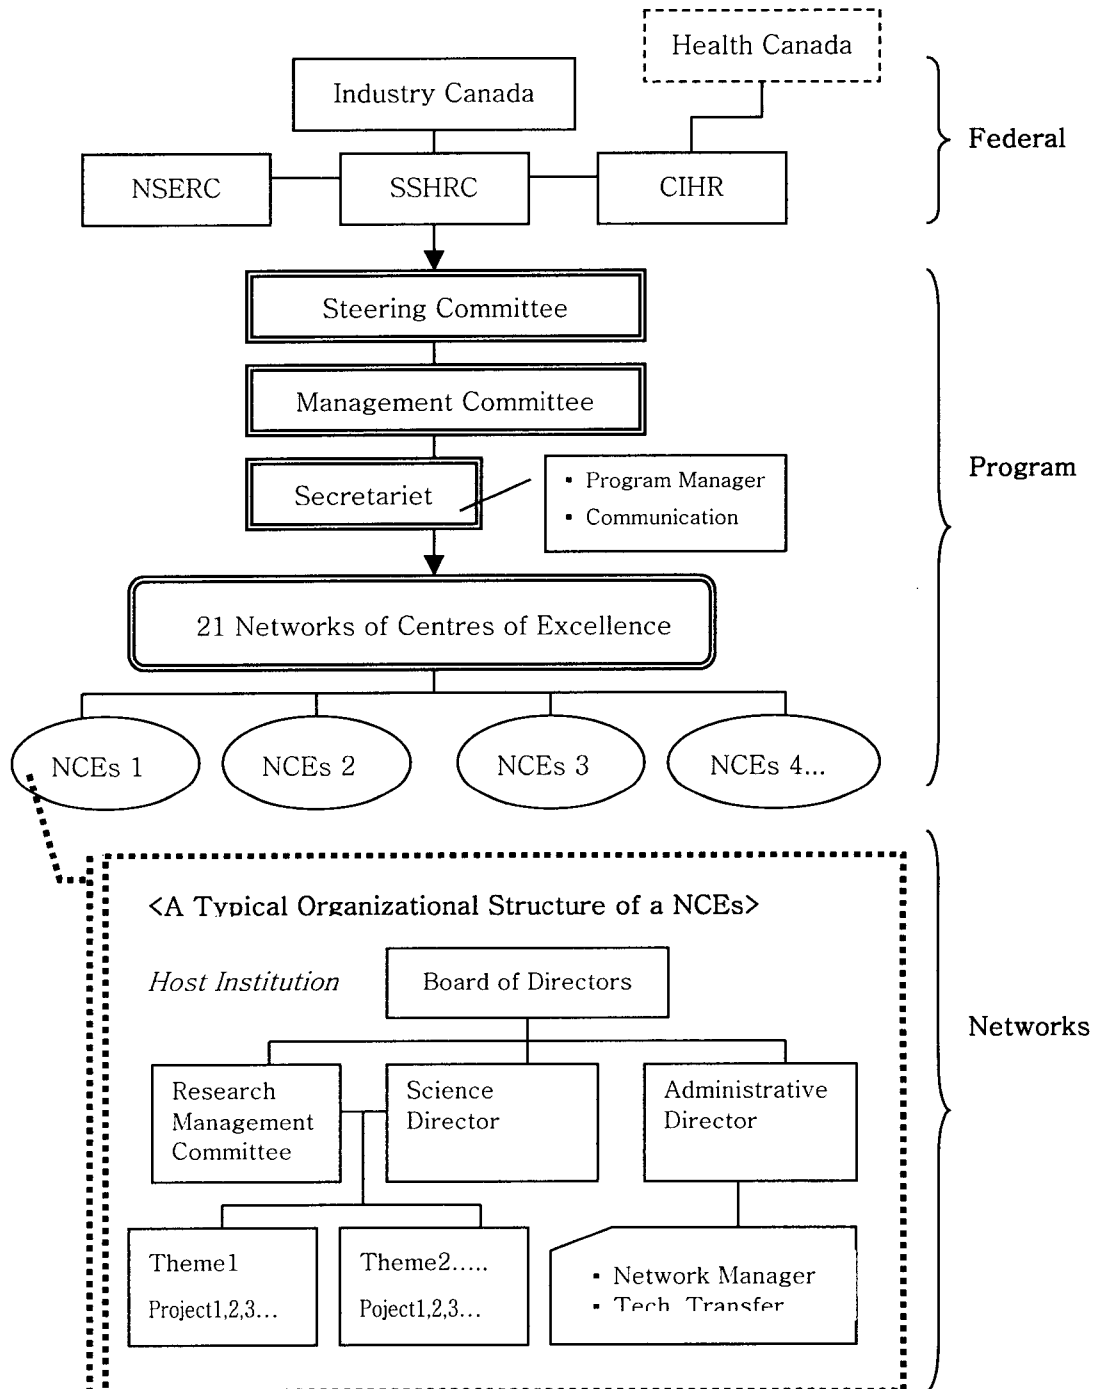 Health Canada
Industry Canada
Federal
NSERC
SSHRC
CIHR
Steering Committee
Management Committee
Program
Secretariet
▪ Program Manager
▪ Communication
21 Networks of Centres of Excellence
NCEs 1
NCEs 2
NCEs 3
NCEs 4...
<A Typical Organizational Structure of a NCEs>
Host Institution
Board of Directors
Networks
Research
Management
Committee
Science
Director
Administrative
Director
Theme1
Project1,2,3...
Theme2.....
Poject1,2,3...
▪ Network Manager
▪ Tech. Transfer